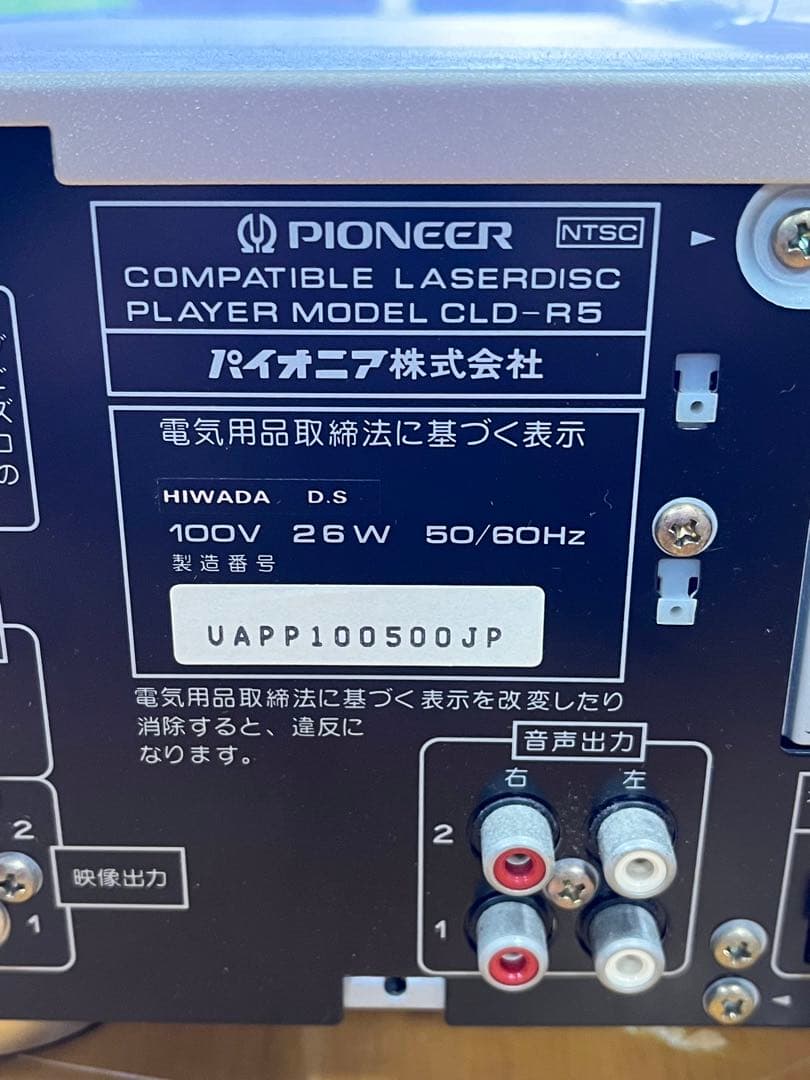 PIONEER NTSC
COMPATIBLE LASERDISC
PLAYER MODEL CLD-R5
パイオニア株式会社
電気用品取締法に基づく表示
HIWADA D.S
100V 26W 50/60Hz
製造番号
UAPP100500JP
電気用品取締法に基づく表示を改変したり
消除すると、違反に
なります。
音声出力
右 左
2
1
2
映像出力
1